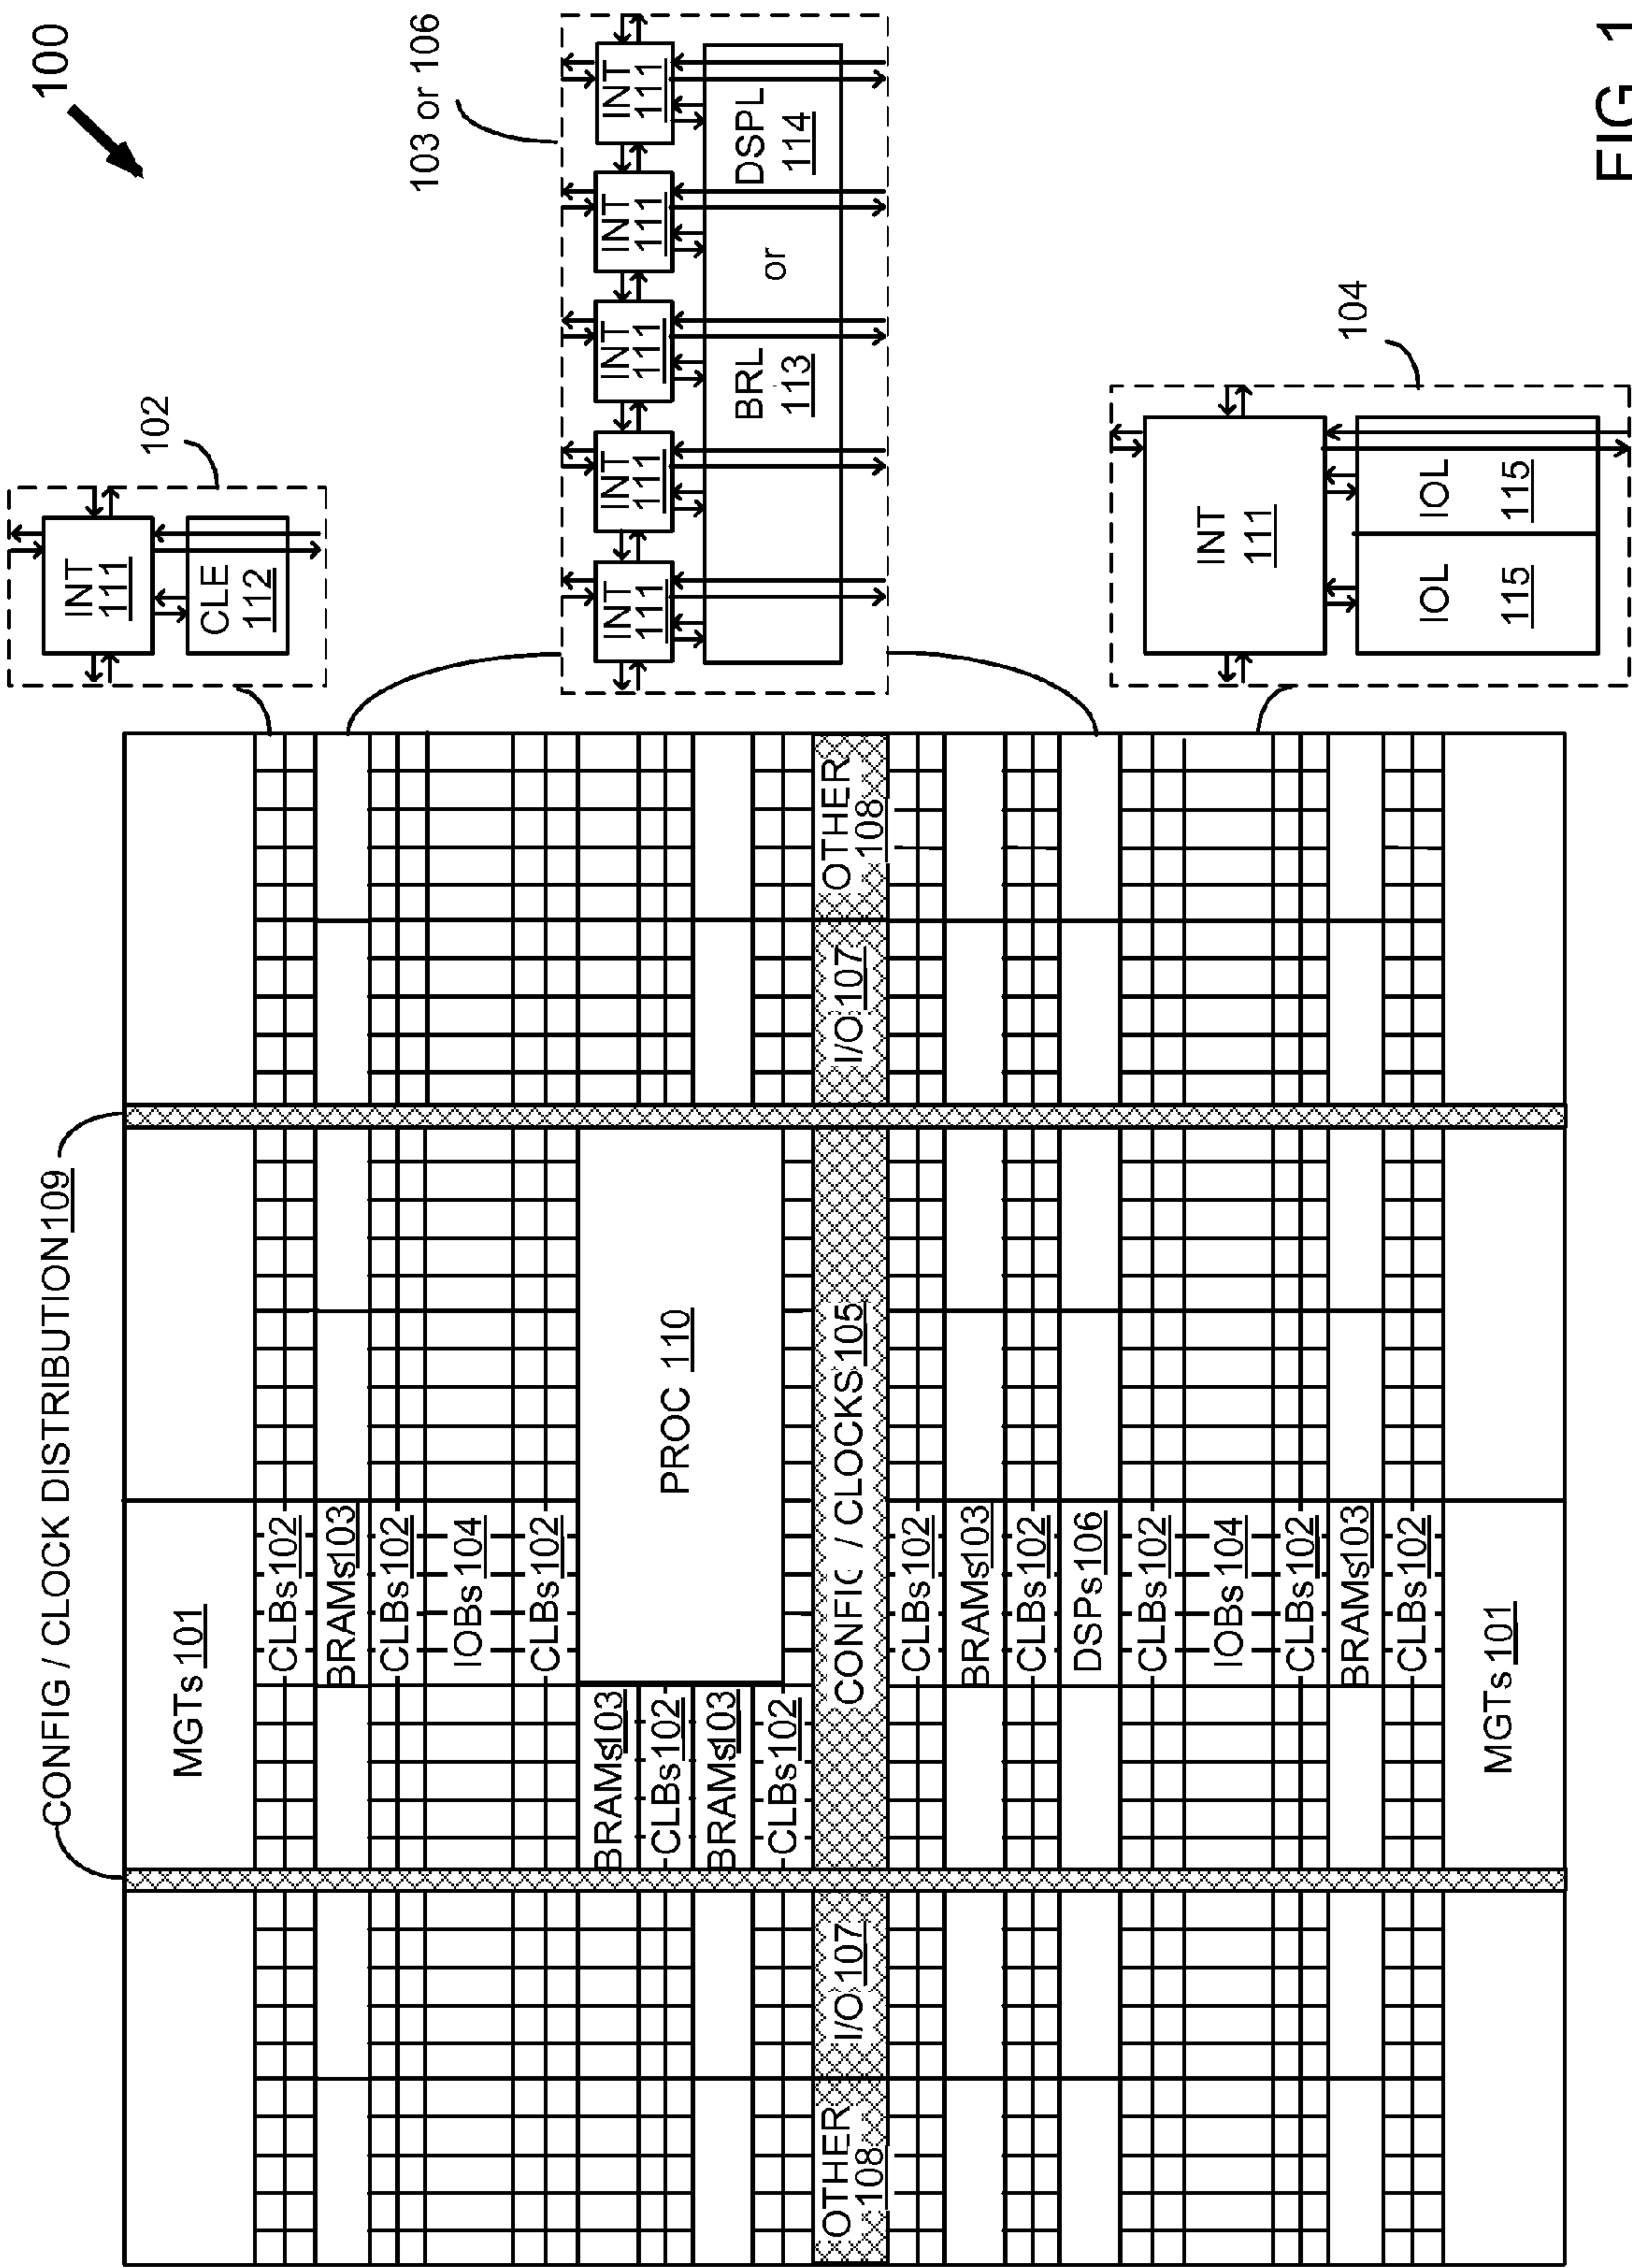 100
FIG. 1
CONFIG / CLOCK DISTRIBUTION 109
MGTs 101
CLBs 102
BRAMs 103
CLBs 102
IOBs 104
CLBs 102
BRAMs 103
CLBs 102
BRAMs 103
CLBs 102
PROC 110
OTHER
108
I/O 107
CONFIG / CLOCKS 105
I/O 107
OTHER
108
CLBs 102
BRAMs 103
CLBs 102
DSPs 106
CLBs 102
IOBs 104
CLBs 102
BRAMs 103
CLBs 102
MGTs 101
102
INT
111
CLE
112
103 or 106
INT
111
INT
111
INT
111
INT
111
INT
111
BRL
113
or
DSPL
114
104
INT
111
IOL
115
IOL
115